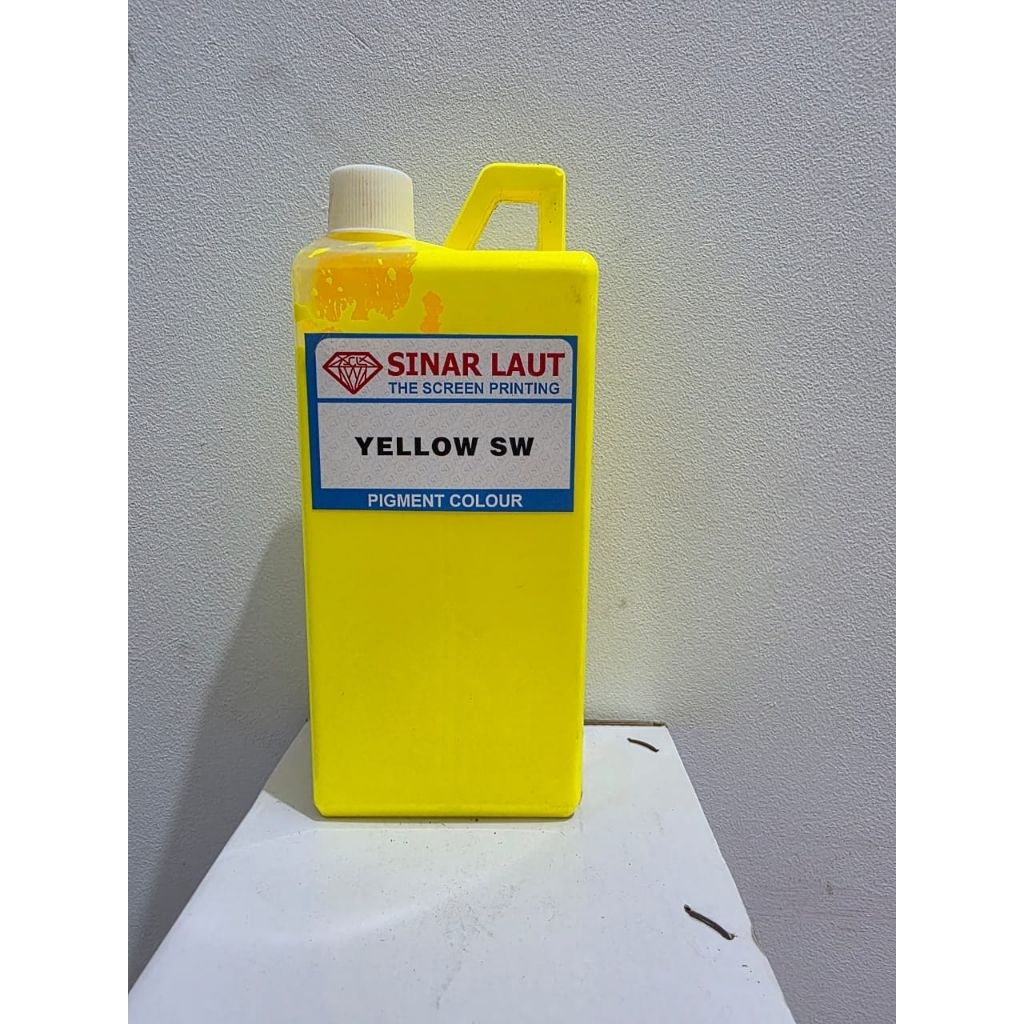 SINAR LAUT
THE SCREEN PRINTING
YELLOW SW
PIGMENT COLOUR